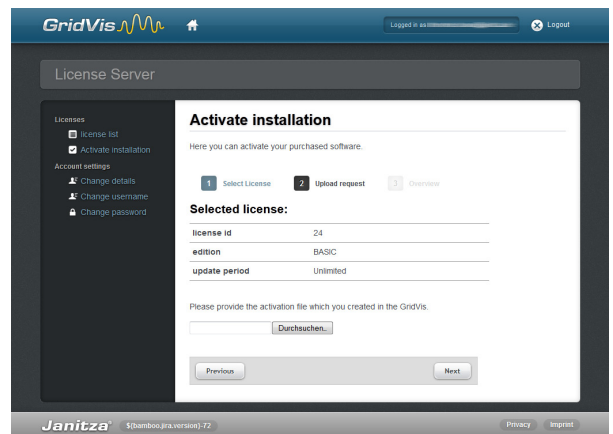 GridVis
Logged in as
Logout
License Server
Licenses
license list
Activate installation
Account settings
Change details
Change username
Change password
Activate installation
Here you can activate your purchased software.
1 Select License 2 Upload request 3 Overview
Selected license:
license id 24
edition BASIC
update period Unlimited
Please provide the activation file which you created in the GridVis.
Durchsuchen..
Previous Next
Janitza® ${bamboo.jira.version}-72 Privacy Imprint